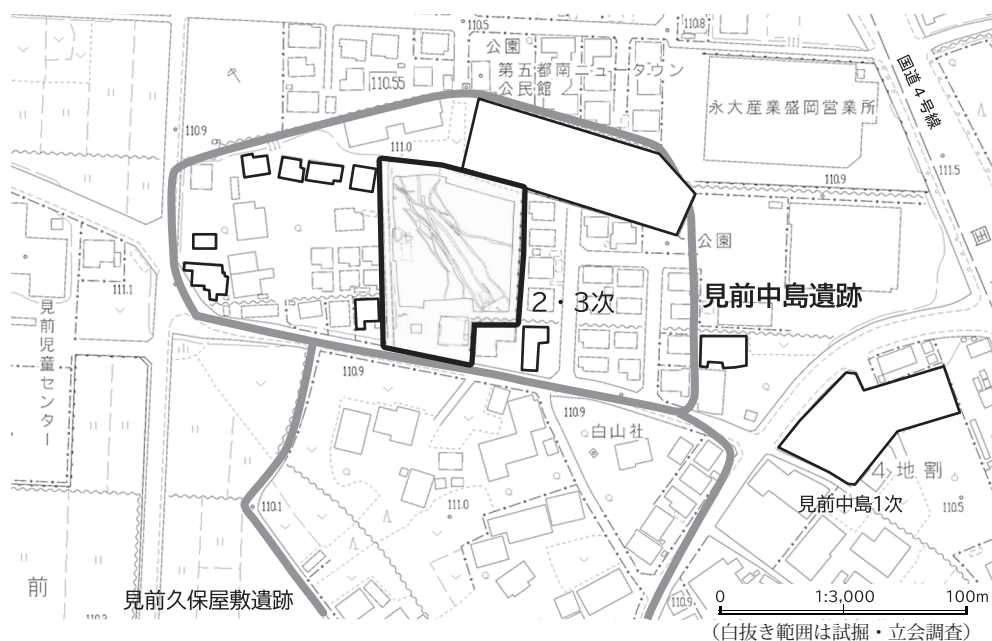 110.5
110.8
公園
第五都南ニュータウン
公民館
国道4号線
110.55
永大産業盛岡営業所
110.9
111.0
111.5
110.9
公園
国
111.1
2・3次
見前中島遺跡
見前児童センター
110.9
110.9
白山社
4地割
110.1
111.0
見前中島1次
110.5
前
見前久保屋敷遺跡
110.9
0 1:3,000 100m
(白抜き範囲は試掘・立会調査)